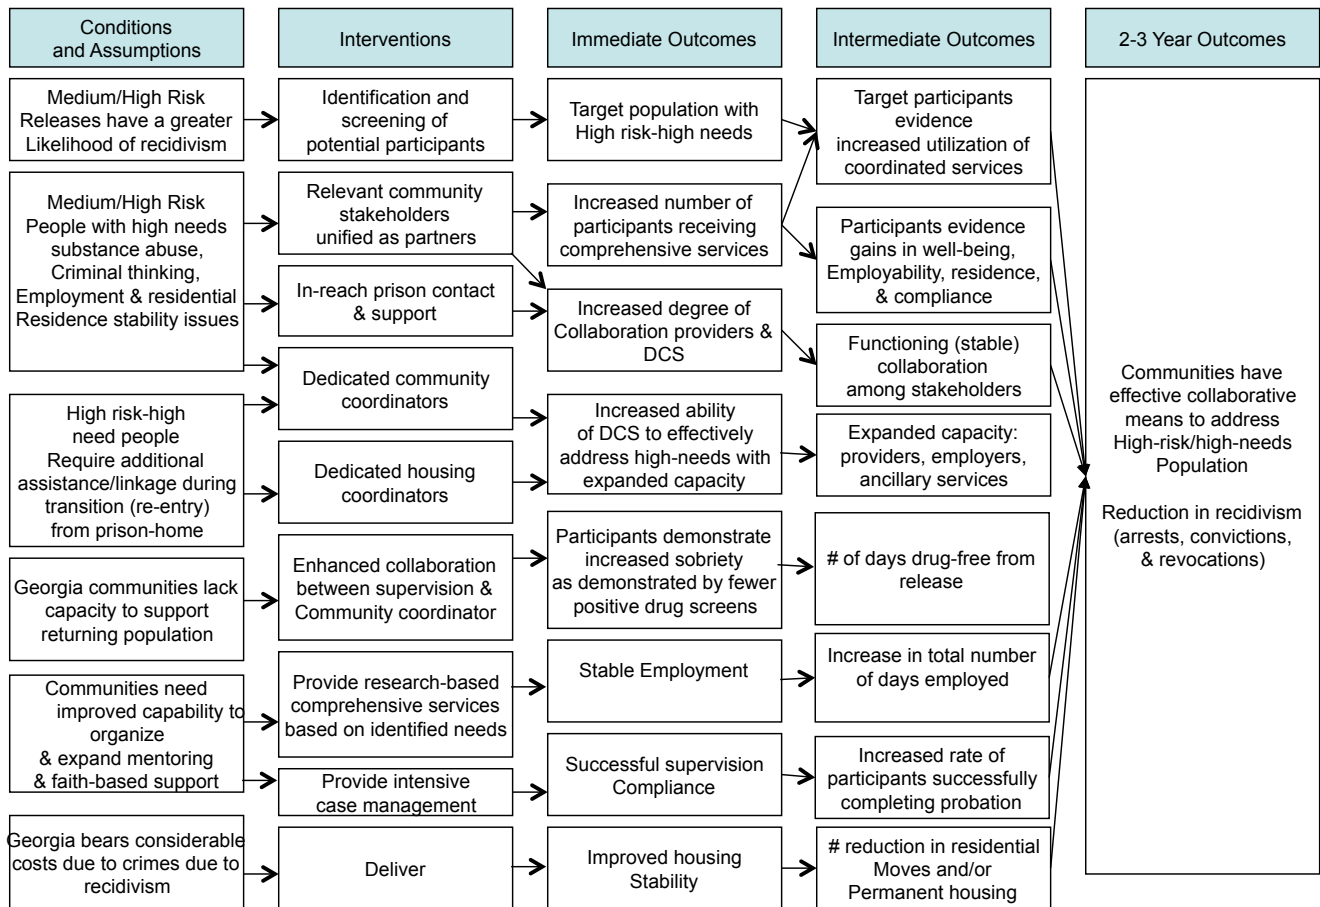 Conditions
and Assumptions
Interventions
Immediate Outcomes
Intermediate Outcomes
2-3 Year Outcomes
Medium/High Risk
Releases have a greater
Likelihood of recidivism
Medium/High Risk
People with high needs
substance abuse,
Criminal thinking,
Employment & residential
Residence stability issues
High risk-high
need people
Require additional
assistance/linkage during
transition (re-entry)
from prison-home
Georgia communities lack
capacity to support
returning population
Communities need
improved capability to
organize
& expand mentoring
& faith-based support
Georgia bears considerable
costs due to crimes due to
recidivism
Identification and
screening of
potential participants
Relevant community
stakeholders
unified as partners
In-reach prison contact
& support
Dedicated community
coordinators
Dedicated housing
coordinators
Enhanced collaboration
between supervision &
Community coordinator
Provide research-based
comprehensive services
based on identified needs
Provide intensive
case management
Deliver
Target population with
High risk-high needs
Increased number of
participants receiving
comprehensive services
Increased degree of
Collaboration providers &
DCS
Increased ability
of DCS to effectively
address high-needs with
expanded capacity
Participants demonstrate
increased sobriety
as demonstrated by fewer
positive drug screens
Stable Employment
Successful supervision
Compliance
Improved housing
Stability
Target participants
evidence
increased utilization of
coordinated services
Participants evidence
gains in well-being,
Employability, residence,
& compliance
Functioning (stable)
collaboration
among stakeholders
Expanded capacity:
providers, employers,
ancillary services
# of days drug-free from
release
Increase in total number
of days employed
Increased rate of
participants successfully
completing probation
# reduction in residential
Moves and/or
Permanent housing
Communities have
effective collaborative
means to address
High-risk/high-needs
Population
Reduction in recidivism
(arrests, convictions,
& revocations)